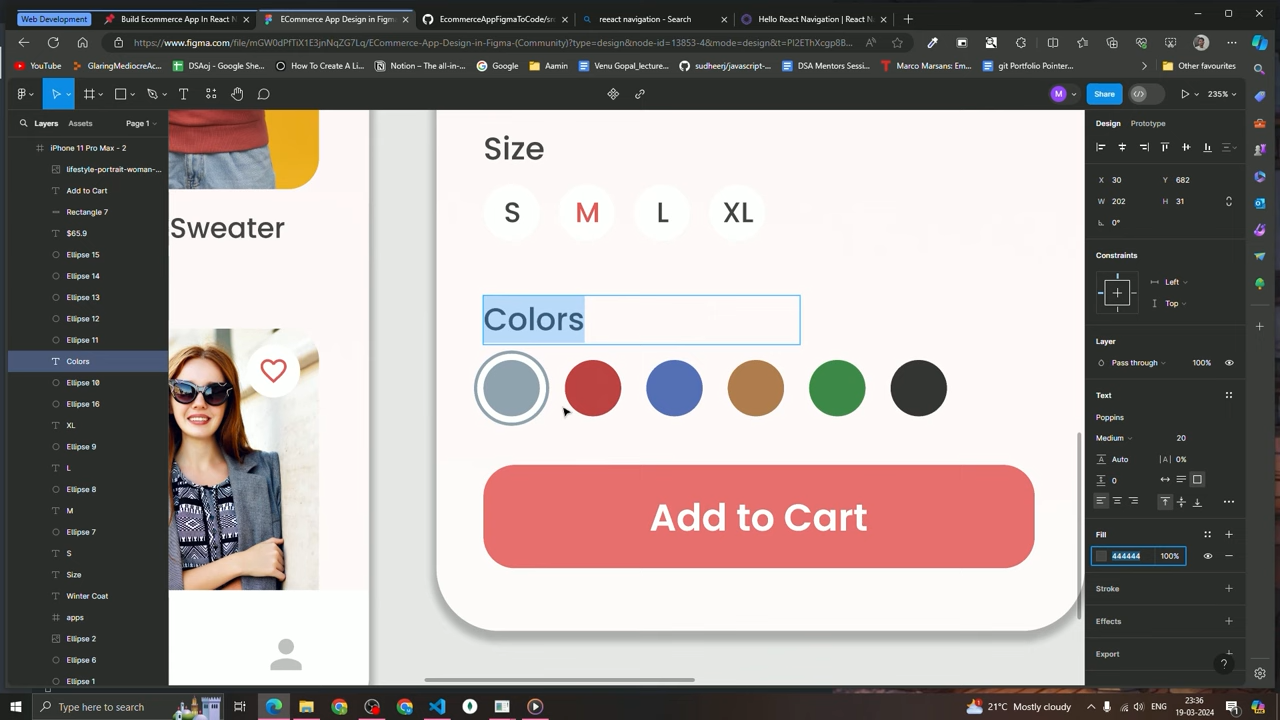 Web Development
Build Ecommerce App In React N
ECommerce App Design in Figm
EcommerceAppFigmaToCode/sr
reeact navigation - Search
Hello React Navigation | React N
https://www.figma.com/file/mGW0dPfTiX1E3jnNqZG7Lq/ECommerce-App-Design-in-Figma-(Community)?type=design&node-id=13853-4&mode=design&t=PI2EThXcgp8B...
YouTube
GlaringMediocreAc...
DSAoj - Google She...
How To Create A Li...
Notion – The all-in-...
Google
Aamin
Venu Gopal_lecture...
sudheerj/javascript-...
DSA Mentors Sessi...
Marco Marsans: Em...
git Portfolio Pointer...
Other favourites
M
Share
235%
Layers
Assets
Page 1
Design
Prototype
iPhone 11 Pro Max - 2
lifestyle-portrait-woman-...
Add to Cart
Rectangle 7
$65.9
Ellipse 15
Ellipse 14
Ellipse 13
Ellipse 12
Ellipse 11
Colors
Ellipse 10
Ellipse 16
XL
Ellipse 9
L
Ellipse 8
M
Ellipse 7
S
Size
Winter Coat
apps
Ellipse 2
Ellipse 6
Ellipse 1
Sweater
Size
S
M
L
XL
Colors
Add to Cart
X 30
Y 682
W 202
H 31
0°
Constraints
Left
Top
Layer
Pass through
100%
Text
Poppins
Medium
20
Auto
|A| 0%
0
Fill
444444
100%
Stroke
Effects
Export
?
Type here to search
21°C Mostly cloudy
ENG
23:36
19-03-2024